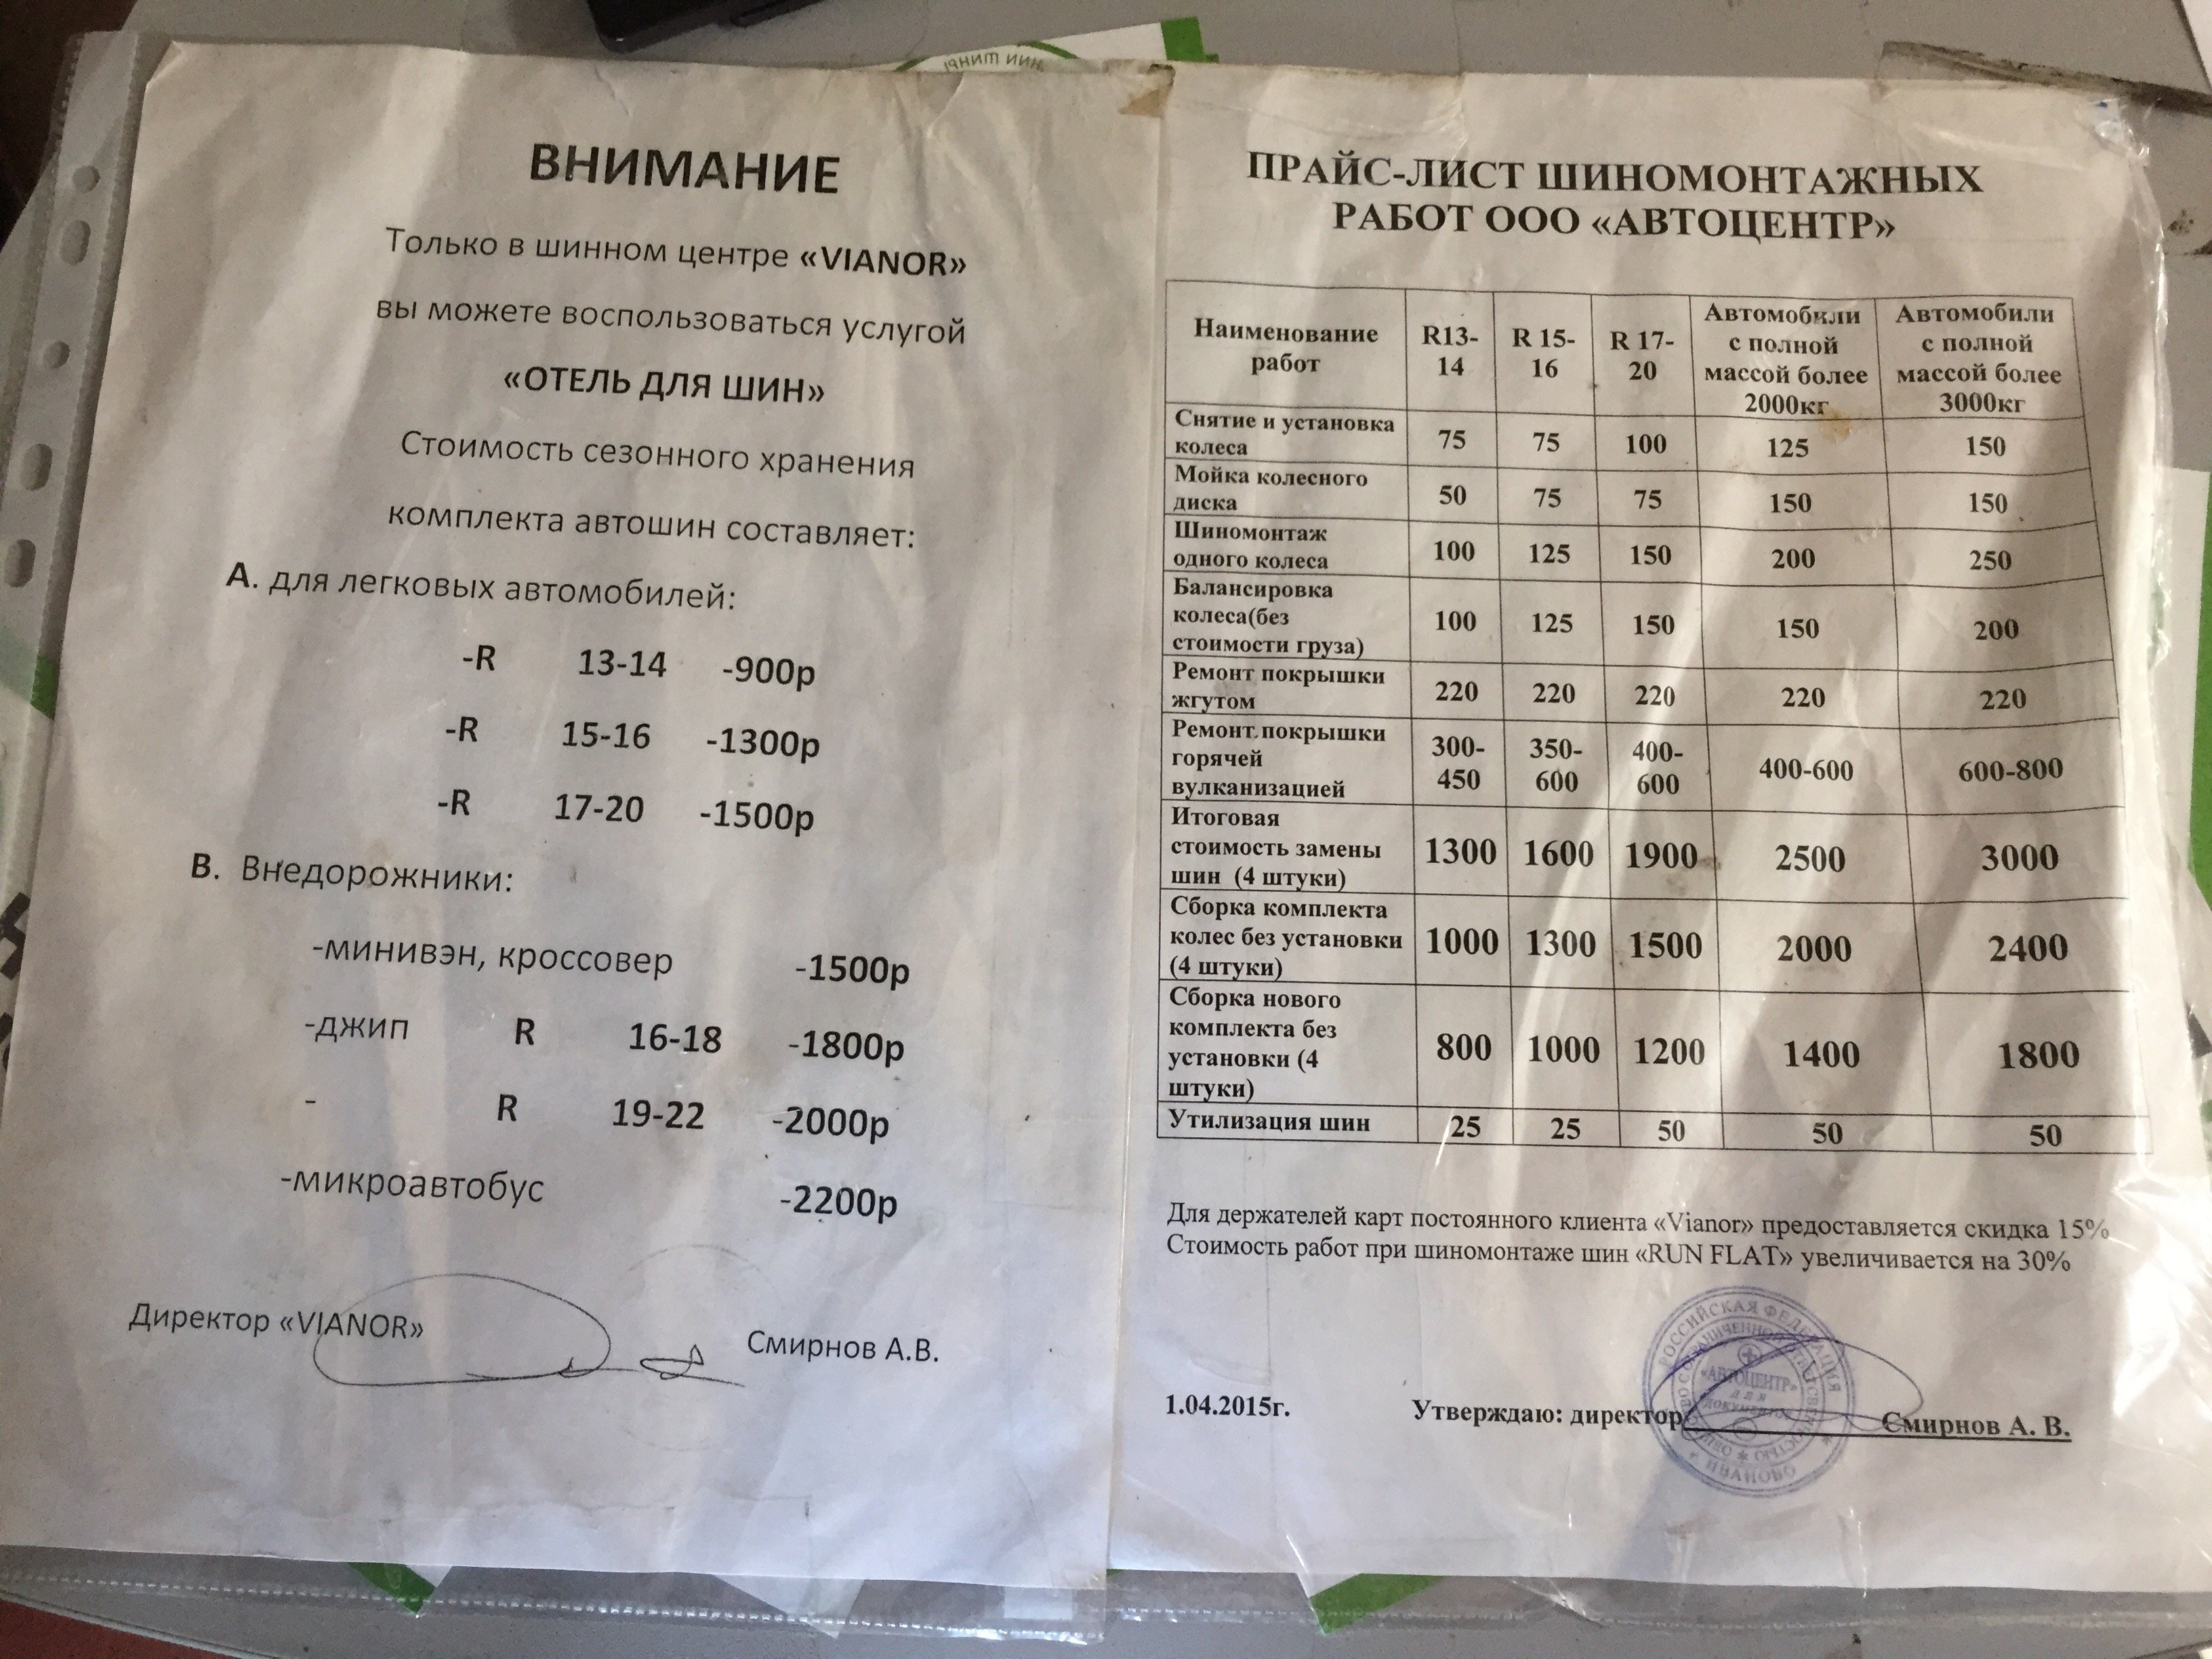 ШИНЫ
ВНИМАНИЕ
Только в шинном центре «VIANOR»
вы можете воспользоваться услугой
«ОТЕЛЬ ДЛЯ ШИН»
Стоимость сезонного хранения
комплекта автошин составляет:
А. для легковых автомобилей:
-R 13-14 -900р
-R 15-16 -1300р
-R 17-20 -1500р
В. Внедорожники:
-минивэн, кроссовер -1500р
-джип R 16-18 -1800р
- R 19-22 -2000р
-микроавтобус -2200р
Директор «VIANOR» Смирнов А.В.
ПРАЙС-ЛИСТ ШИНОМОНТАЖНЫХ
РАБОТ ООО «АВТОЦЕНТР»
Наименование работ R13-14 R 15-16 R 17-20 Автомобили с полной массой более 2000кг Автомобили с полной массой более 3000кг
Снятие и установка колеса 75 75 100 125 150
Мойка колесного диска 50 75 75 150 150
Шиномонтаж одного колеса 100 125 150 200 250
Балансировка колеса(без стоимости груза) 100 125 150 150 200
Ремонт покрышки жгутом 220 220 220 220 220
Ремонт покрышки горячей вулканизацией 300-450 350-600 400-600 400-600 600-800
Итоговая стоимость замены шин (4 штуки) 1300 1600 1900 2500 3000
Сборка комплекта колес без установки (4 штуки) 1000 1300 1500 2000 2400
Сборка нового комплекта без установки (4 штуки) 800 1000 1200 1400 1800
Утилизация шин 25 25 50 50 50
Для держателей карт постоянного клиента «Vianor» предоставляется скидка 15%
Стоимость работ при шиномонтаже шин «RUN FLAT» увеличивается на 30%
1.04.2015г. Утверждаю: директор Смирнов А. В.
РОССИЙСКАЯ ФЕДЕРАЦИЯ
«АВТОЦЕНТР»
ДЛЯ
ДОКУМЕНТОВ
ИВАНОВО